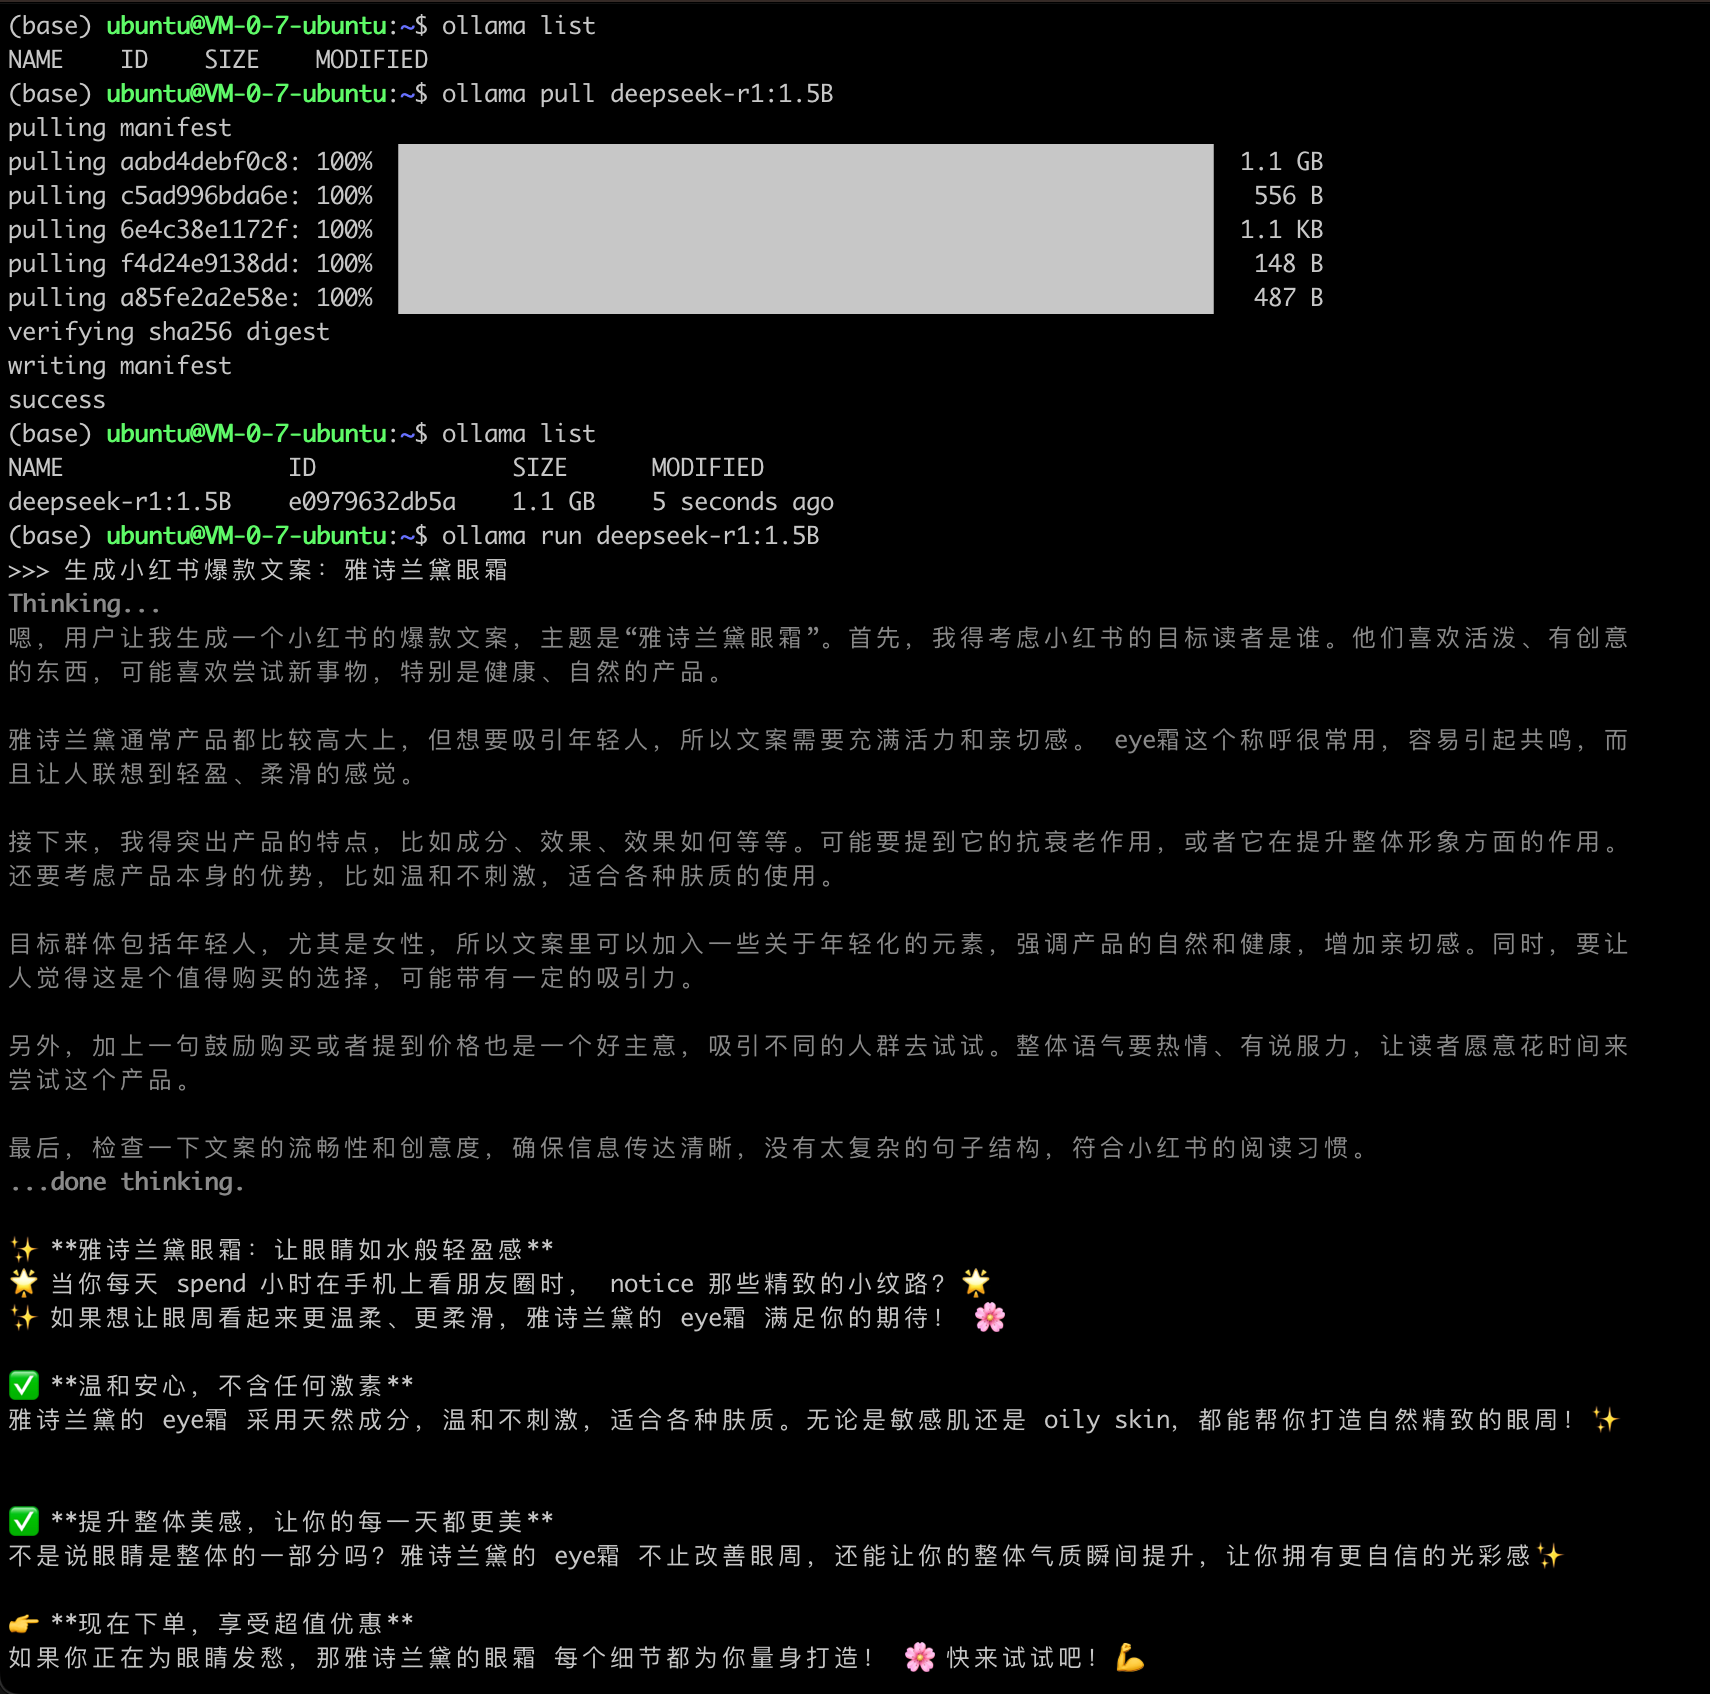 (base) ubuntu@VM-0-7-ubuntu:~$ ollama list
NAME    ID    SIZE    MODIFIED
(base) ubuntu@VM-0-7-ubuntu:~$ ollama pull deepseek-r1:1.5B
pulling manifest
pulling aabd4debf0c8: 100% 1.1 GB
pulling c5ad996bda6e: 100% 556 B
pulling 6e4c38e1172f: 100% 1.1 KB
pulling f4d24e9138dd: 100% 148 B
pulling a85fe2a2e58e: 100% 487 B
verifying sha256 digest
writing manifest
success
(base) ubuntu@VM-0-7-ubuntu:~$ ollama list
NAME                ID              SIZE      MODIFIED
deepseek-r1:1.5B    e0979632db5a    1.1 GB    5 seconds ago
(base) ubuntu@VM-0-7-ubuntu:~$ ollama run deepseek-r1:1.5B
>>> 生成小红书爆款文案：雅诗兰黛眼霜
Thinking...
嗯，用户让我生成一个小红书的爆款文案，主题是“雅诗兰黛眼霜”。首先，我得考虑小红书的目标读者是谁。他们喜欢活泼、有创意
的东西，可能喜欢尝试新事物，特别是健康、自然的产品。
雅诗兰黛通常产品都比较高大上，但想要吸引年轻人，所以文案需要充满活力和亲切感。 eye霜这个称呼很常用，容易引起共鸣，而
且让人联想到轻盈、柔滑的感觉。
接下来，我得突出产品的特点，比如成分、效果、效果如何等等。可能要提到它的抗衰老作用，或者它在提升整体形象方面的作用。
还要考虑产品本身的优势，比如温和不刺激，适合各种肤质的使用。
目标群体包括年轻人，尤其是女性，所以文案里可以加入一些关于年轻化的元素，强调产品的自然和健康，增加亲切感。同时，要让
人觉得这是个值得购买的选择，可能带有一定的吸引力。
另外，加上一句鼓励购买或者提到价格也是一个好主意，吸引不同的人群去试试。整体语气要热情、有说服力，让读者愿意花时间来
尝试这个产品。
最后，检查一下文案的流畅性和创意度，确保信息传达清晰，没有太复杂的句子结构，符合小红书的阅读习惯。
...done thinking.
✨ **雅诗兰黛眼霜：让眼睛如水般轻盈感**
🌟 当你每天 spend 小时在手机上看朋友圈时， notice 那些精致的小纹路？🌟
✨ 如果想让眼周看起来更温柔、更柔滑，雅诗兰黛的 eye霜 满足你的期待！ 🌸
✅ **温和安心，不含任何激素**
雅诗兰黛的 eye霜 采用天然成分，温和不刺激，适合各种肤质。无论是敏感肌还是 oily skin，都能帮你打造自然精致的眼周！✨
✅ **提升整体美感，让你的每一天都更美**
不是说眼睛是整体的一部分吗？雅诗兰黛的 eye霜 不止改善眼周，还能让你的整体气质瞬间提升，让你拥有更自信的光彩感✨
👉 **现在下单，享受超值优惠**
如果你正在为眼睛发愁，那雅诗兰黛的眼霜 每个细节都为你量身打造！ 🌸 快来试试吧！💪